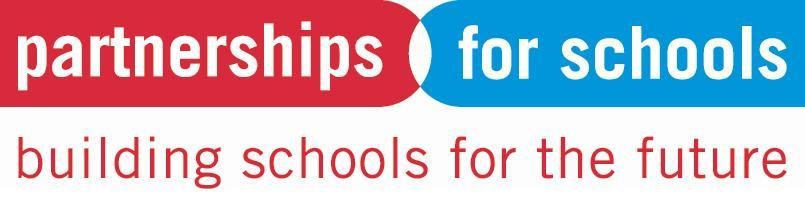 partnerships for schools
building schools for the future